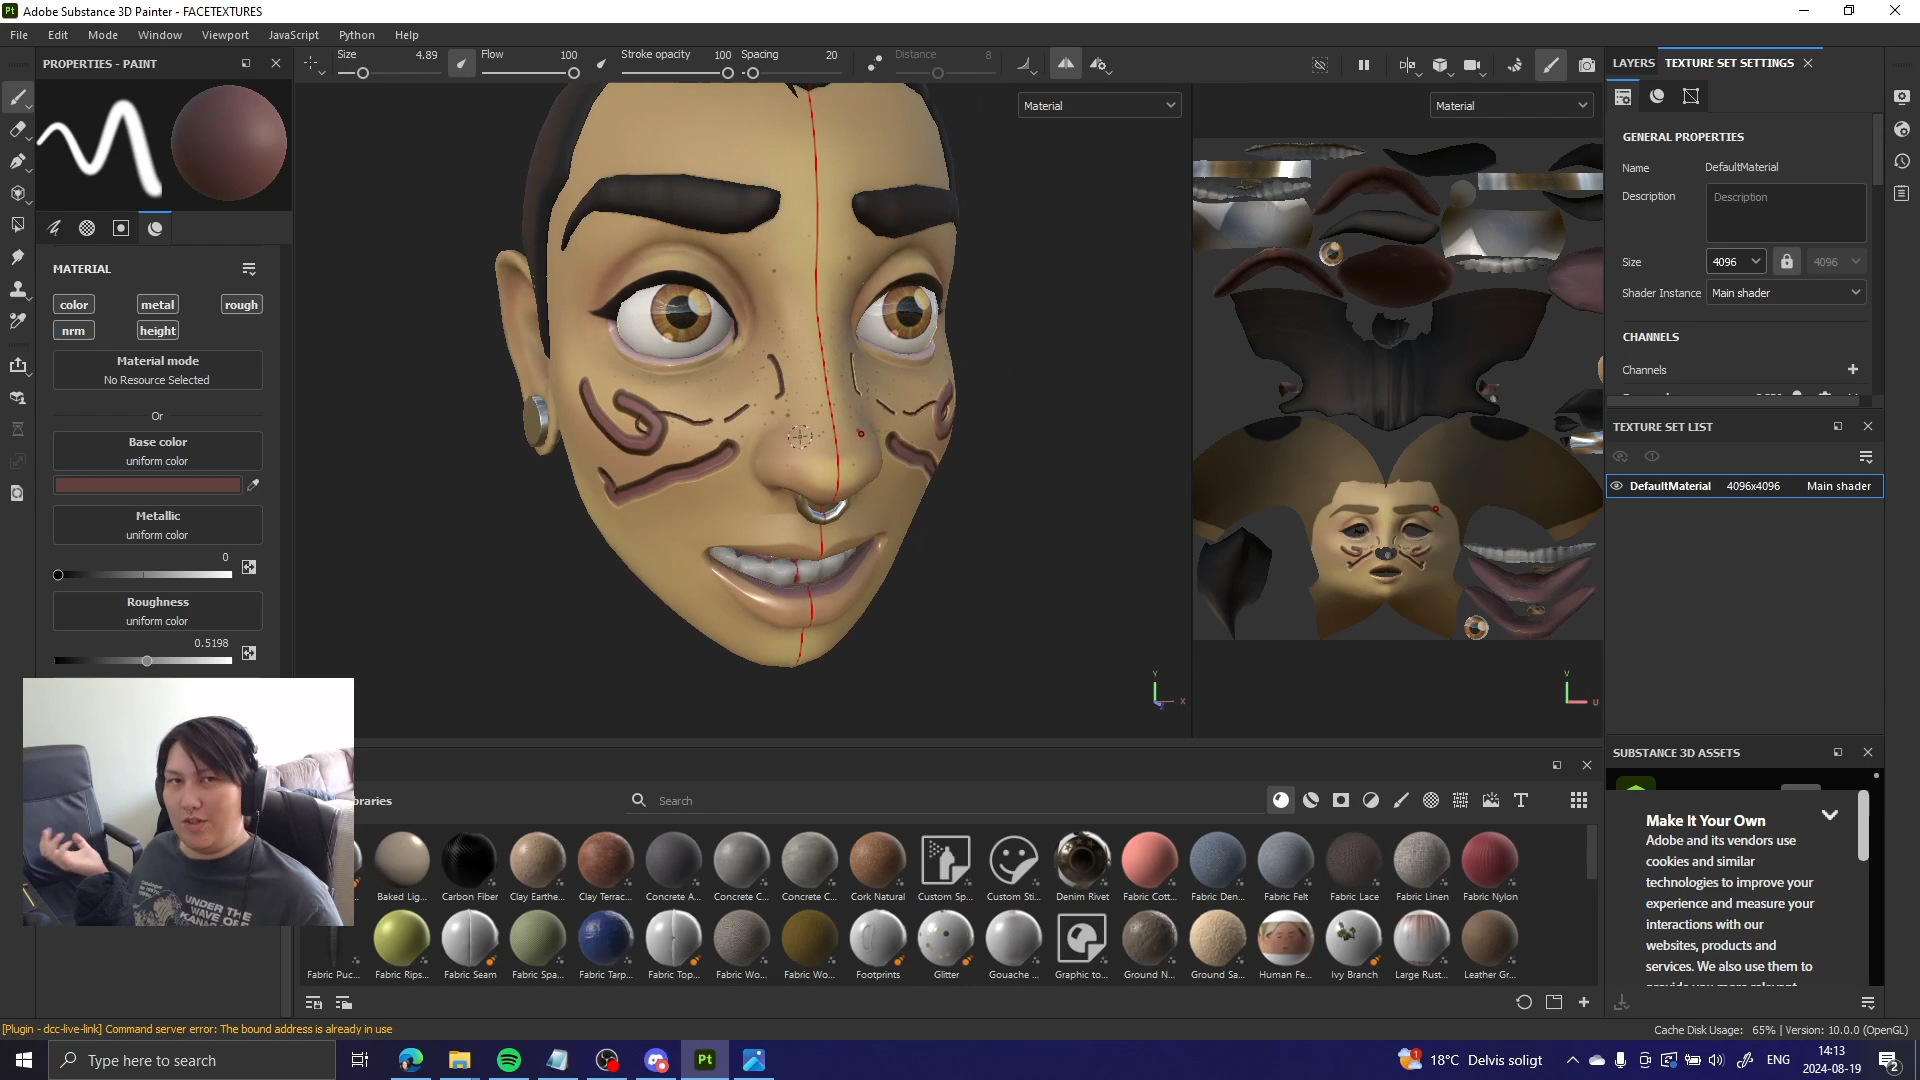 Adobe Substance 3D Painter - FACETEXTURES
File Edit Mode Window Viewport JavaScript Python Help
PROPERTIES - PAINT
Size 4.89 Flow 100 Stroke opacity 100 Spacing 20 Distance 8
Material
Material
MATERIAL
color metal rough
nrm height
Material mode
No Resource Selected
Or
Base color
uniform color
Metallic
uniform color
0
Roughness
uniform color
0.5198
LAYERS TEXTURE SET SETTINGS
GENERAL PROPERTIES
Name DefaultMaterial
Description Description
Size 4096 4096
Shader Instance Main shader
CHANNELS
Channels
TEXTURE SET LIST
DefaultMaterial 4096x4096 Main shader
SUBSTANCE 3D ASSETS
Make It Your Own
Adobe and its vendors use
cookies and similar
technologies to improve your
experience and measure your
interactions with our
websites, products and
services. We also use them to
UNDER THE
WAVE OF
KANA
braries
Search
Baked Lig... Carbon Fiber Clay Earthe... Clay Terrac... Concrete A... Concrete C... Concrete C... Cork Natural Custom Sp... Custom Sti... Denim Rivet Fabric Cott... Fabric Den... Fabric Felt Fabric Lace Fabric Linen Fabric Nylon
Fabric Puc... Fabric Rips... Fabric Seam Fabric Spa... Fabric Tarp... Fabric Top... Fabric Wo... Fabric Wo... Footprints Glitter Gouache ... Graphic to... Ground N... Ground Sa... Human Fe... Ivy Branch Large Rust... Leather Gr...
[Plugin - dcc-live-link] Command server error: The bound address is already in use
Cache Disk Usage: 65% | Version: 10.0.0 (OpenGL)
Type here to search
18°C Delvis soligt
ENG
14:13
2024-08-19
2